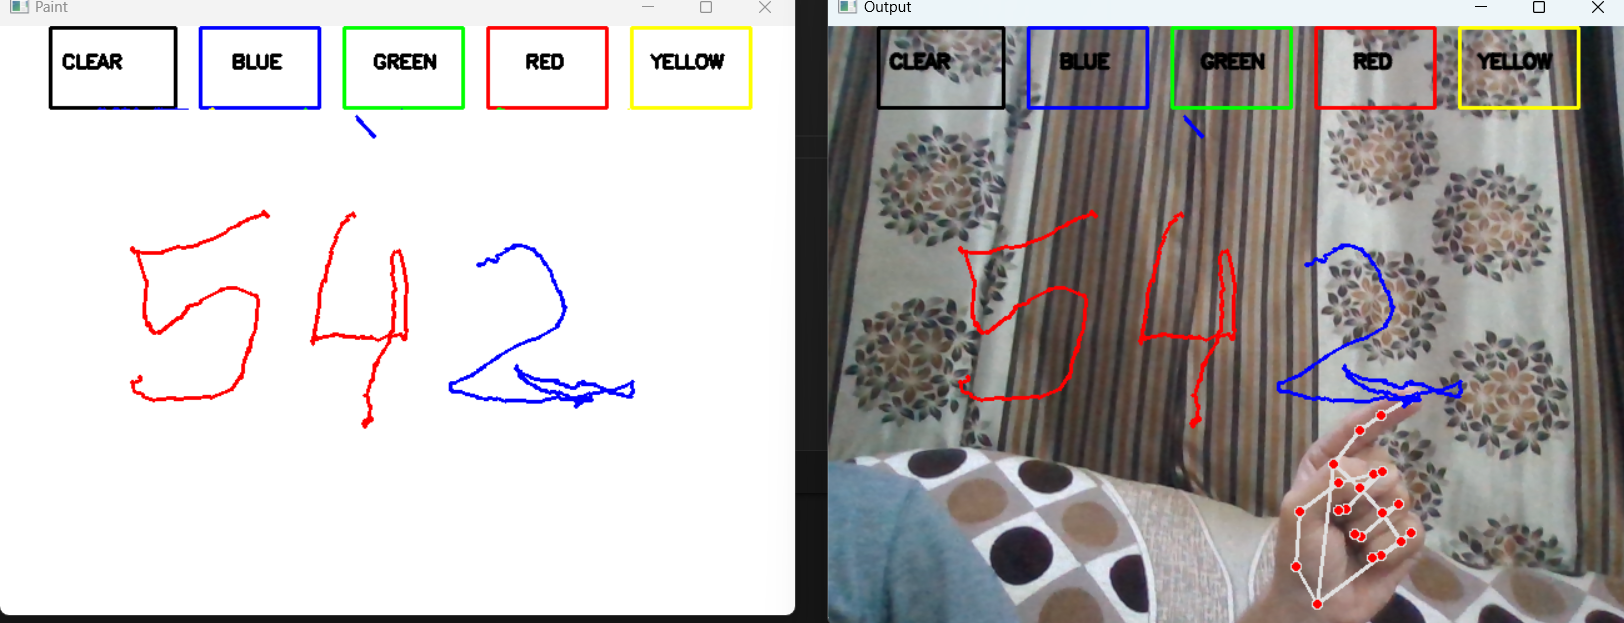 Paint
CLEAR BLUE GREEN RED YELLOW
542
Output
CLEAR BLUE GREEN RED YELLOW
542